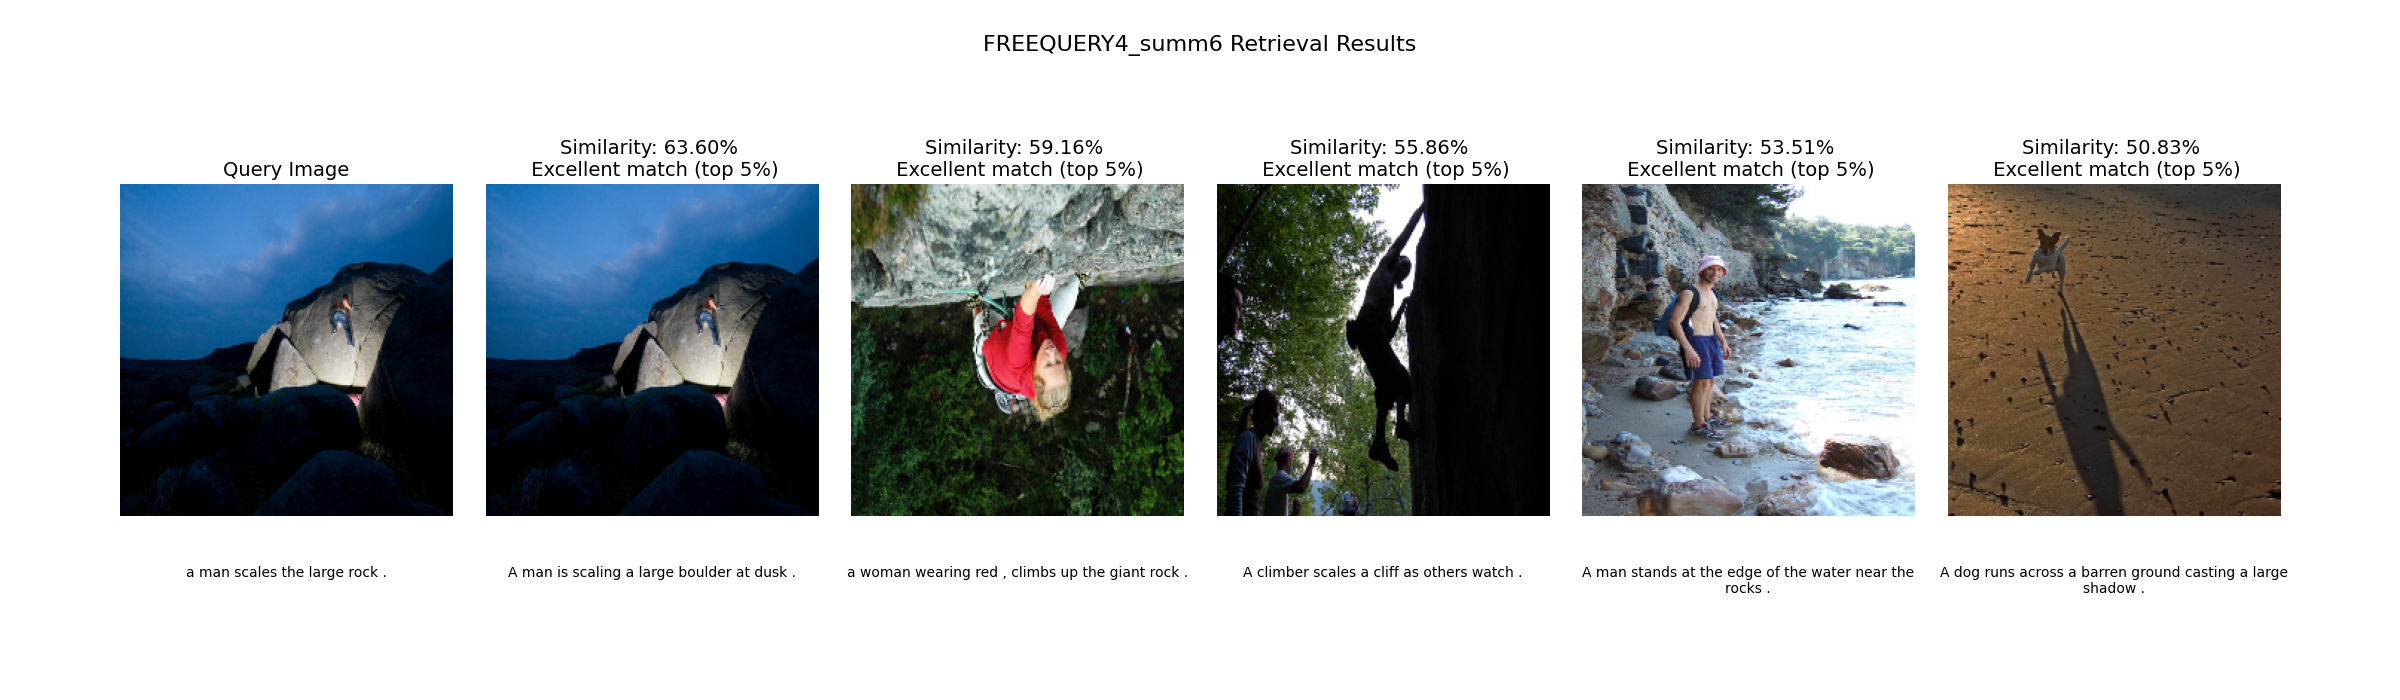 FREEQUERY4_summ6 Retrieval Results
Query Image
Similarity: 63.60%
Excellent match (top 5%)
Similarity: 59.16%
Excellent match (top 5%)
Similarity: 55.86%
Excellent match (top 5%)
Similarity: 53.51%
Excellent match (top 5%)
Similarity: 50.83%
Excellent match (top 5%)
a man scales the large rock .
A man is scaling a large boulder at dusk .
a woman wearing red , climbs up the giant rock .
A climber scales a cliff as others watch .
A man stands at the edge of the water near the
rocks .
A dog runs across a barren ground casting a large
shadow .